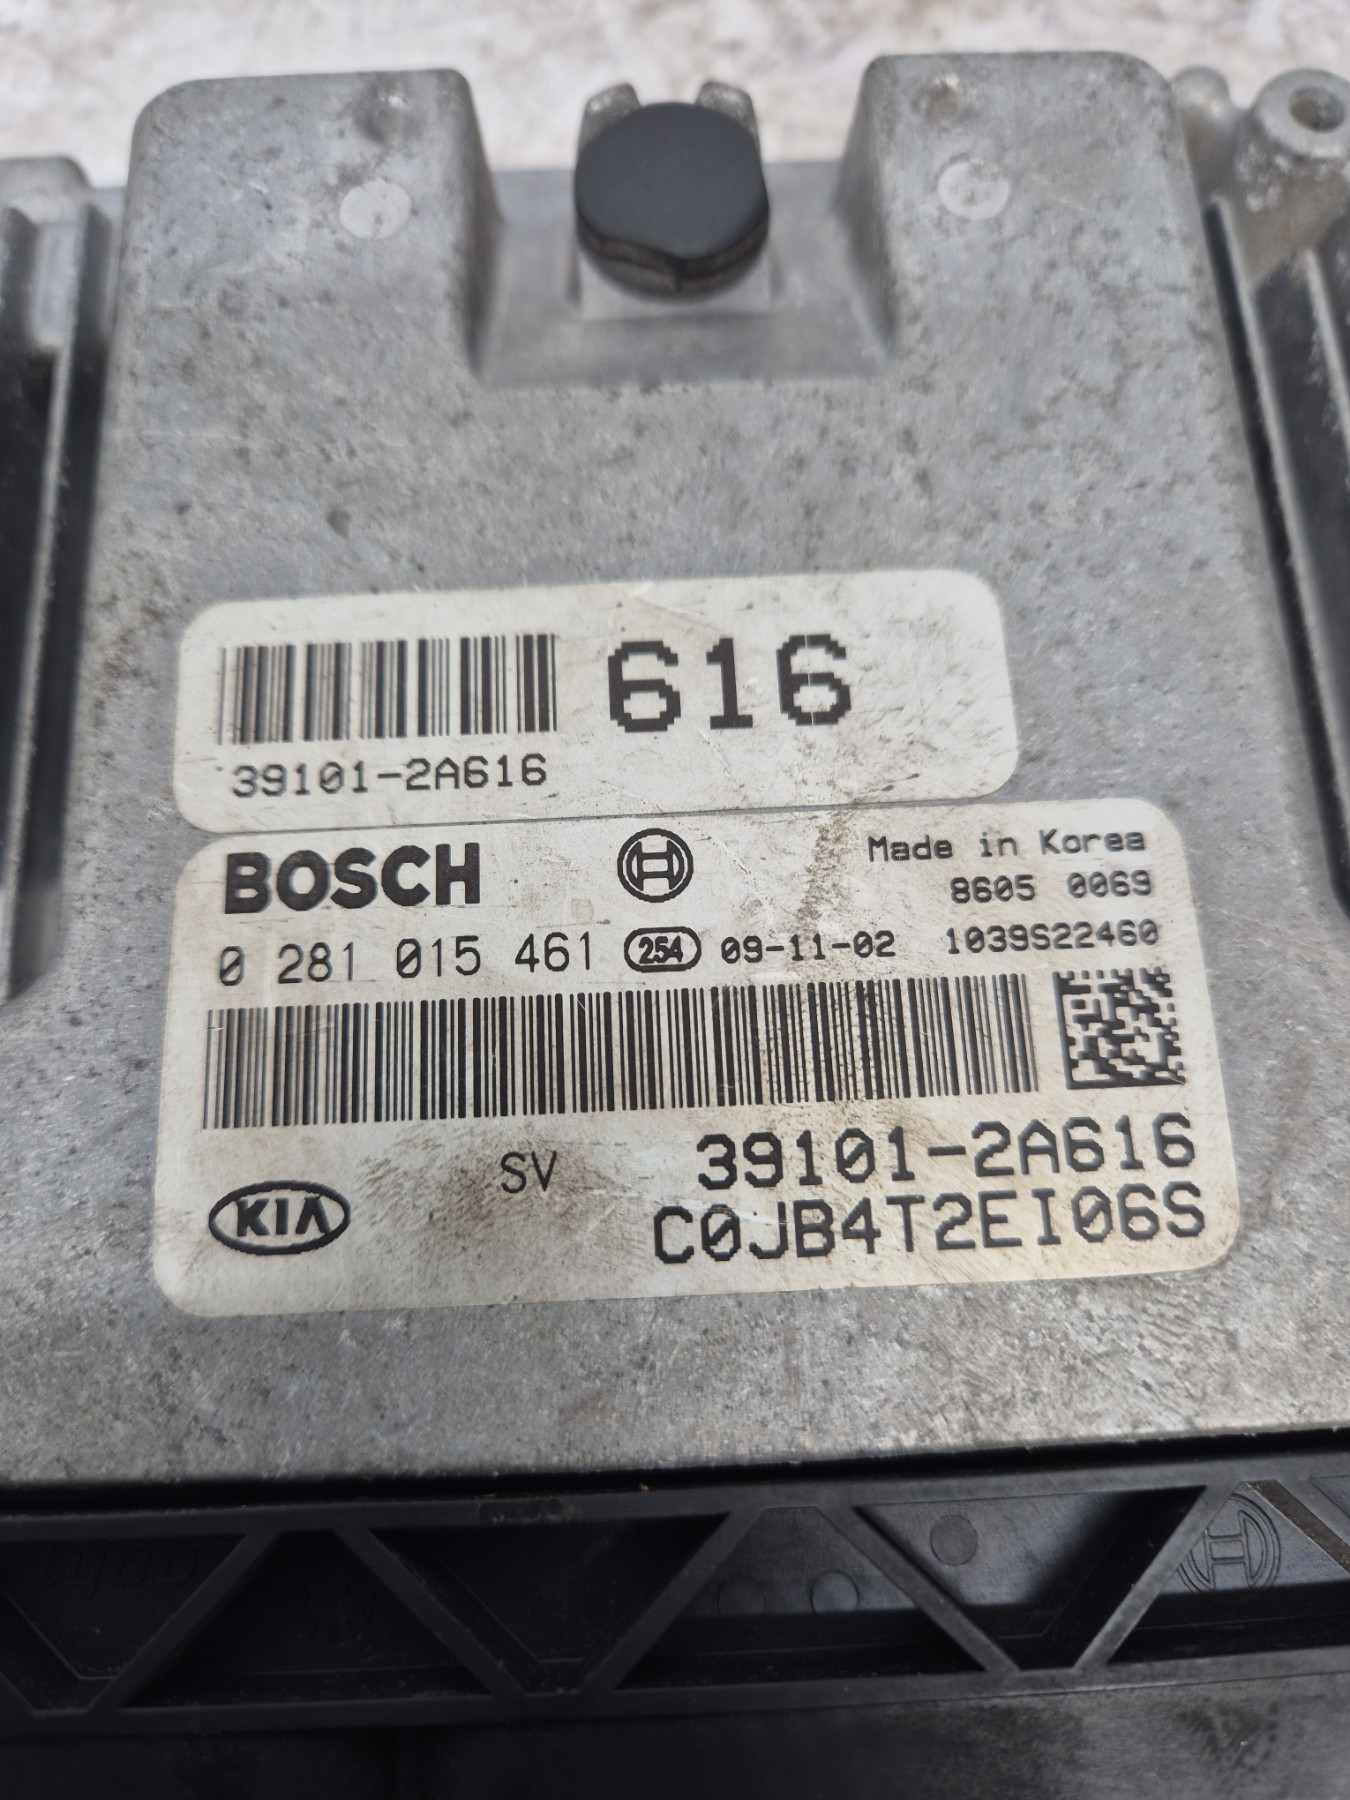 616
39101-2A616
BOSCH
Made in Korea
8605 0069
0 281 015 461 254 09-11-02 1039S22460
SV 39101-2A616
KIA C0JB4T2EI06S